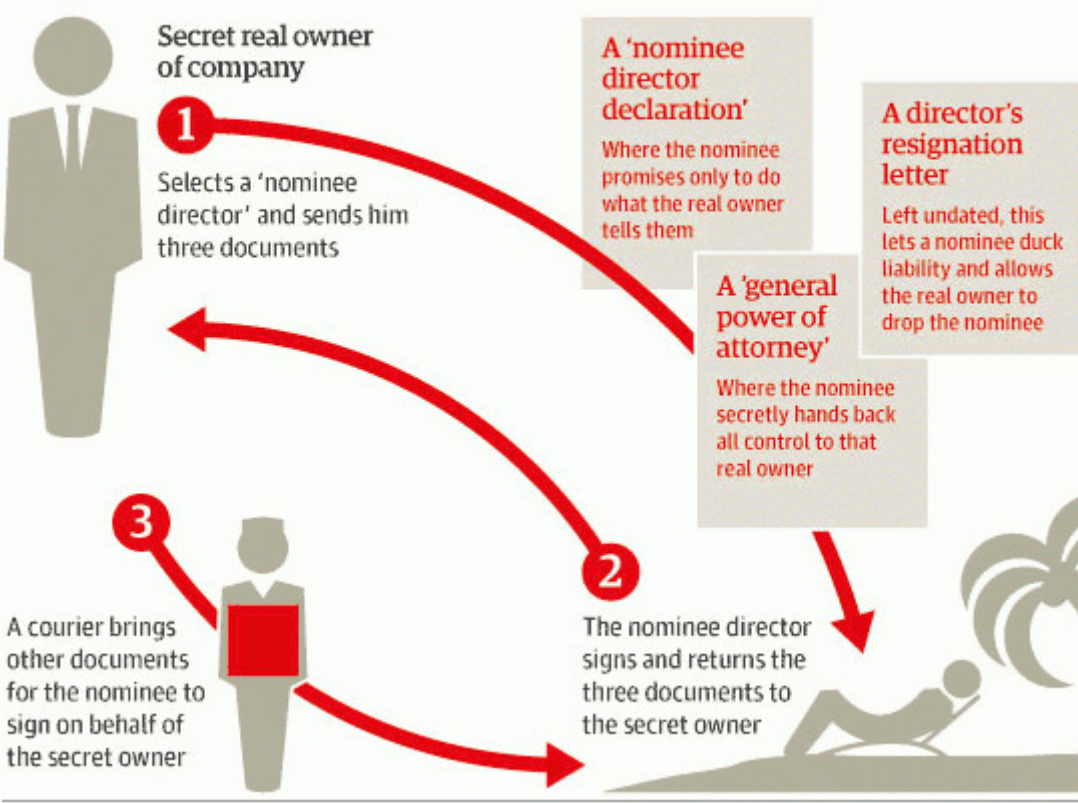 Secret real owner
of company
1
Selects a ‘nominee
director’ and sends him
three documents
A ‘nominee
director
declaration’
Where the nominee
promises only to do
what the real owner
tells them
A ‘general
power of
attorney’
Where the nominee
secretly hands back
all control to that
real owner
A director’s
resignation
letter
Left undated, this
lets a nominee duck
liability and allows
the real owner to
drop the nominee
2
The nominee director
signs and returns the
three documents to
the secret owner
3
A courier brings
other documents
for the nominee to
sign on behalf of
the secret owner